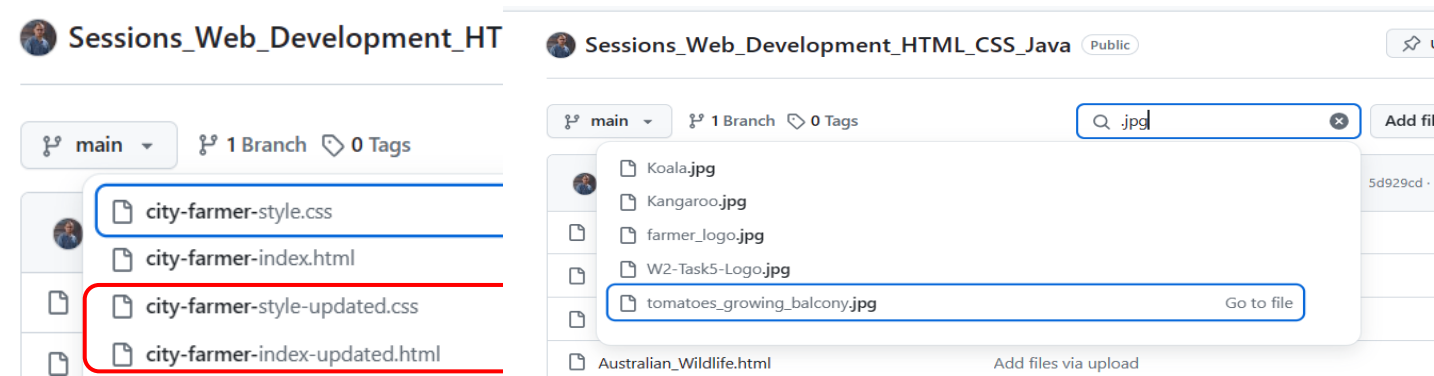 Sessions_Web_Development_HT
main
1 Branch
0 Tags
city-farmer-style.css
city-farmer-index.html
city-farmer-style-updated.css
city-farmer-index-updated.html
Sessions_Web_Development_HTML_CSS_Java
Public
main
1 Branch
0 Tags
.jpg
Add fil
Koala.jpg
5d929cd ·
Kangaroo.jpg
farmer_logo.jpg
W2-Task5-Logo.jpg
tomatoes_growing_balcony.jpg Go to file
Australian_Wildlife.html Add files via upload